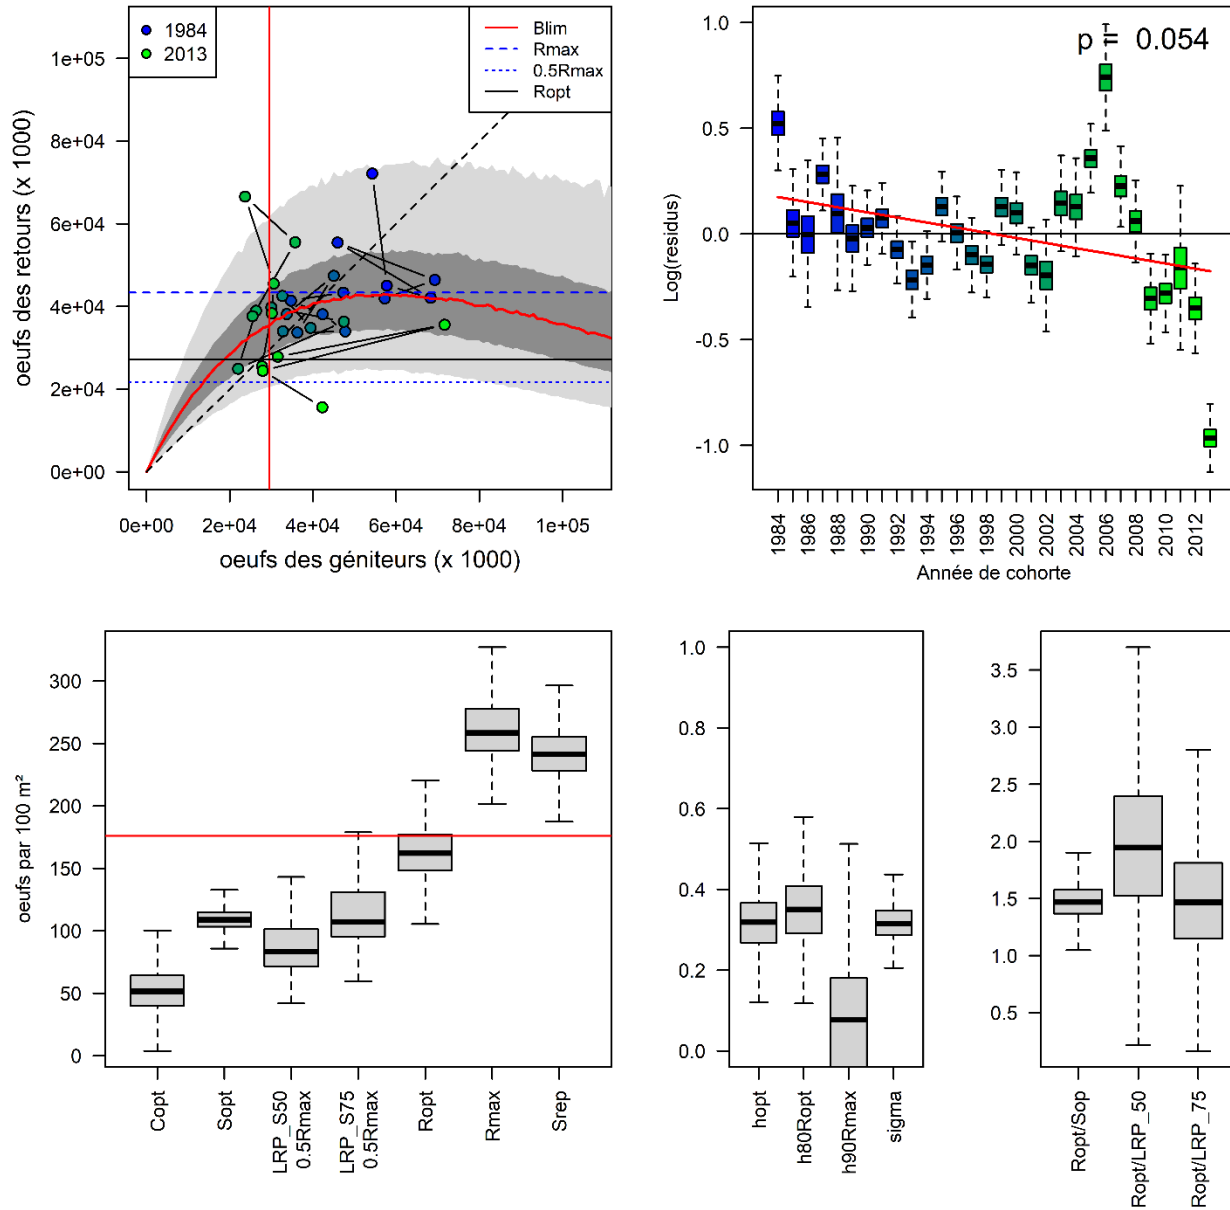 1984
2013
Blim
Rmax
0.5Rmax
Ropt
1e+05
8e+04
6e+04
4e+04
2e+04
0e+00
oeufs des retours (x 1000)
0e+00 2e+04 4e+04 6e+04 8e+04 1e+05
oeufs des géniteurs (x 1000)
p = 0.054
1.0
0.5
0.0
-0.5
-1.0
Log(residus)
1984 1986 1988 1990 1992 1994 1996 1998 2000 2002 2004 2006 2008 2010 2012
Année de cohorte
300
250
200
150
100
50
0
oeufs par 100 m²
Copt
Sopt
LRP_S50
0.5Rmax
LRP_S75
0.5Rmax
Ropt
Rmax
Srep
1.0
0.8
0.6
0.4
0.2
0.0
hopt
h80Ropt
h90Rmax
sigma
3.5
3.0
2.5
2.0
1.5
1.0
0.5
Ropt/Sop
Ropt/LRP_50
Ropt/LRP_75